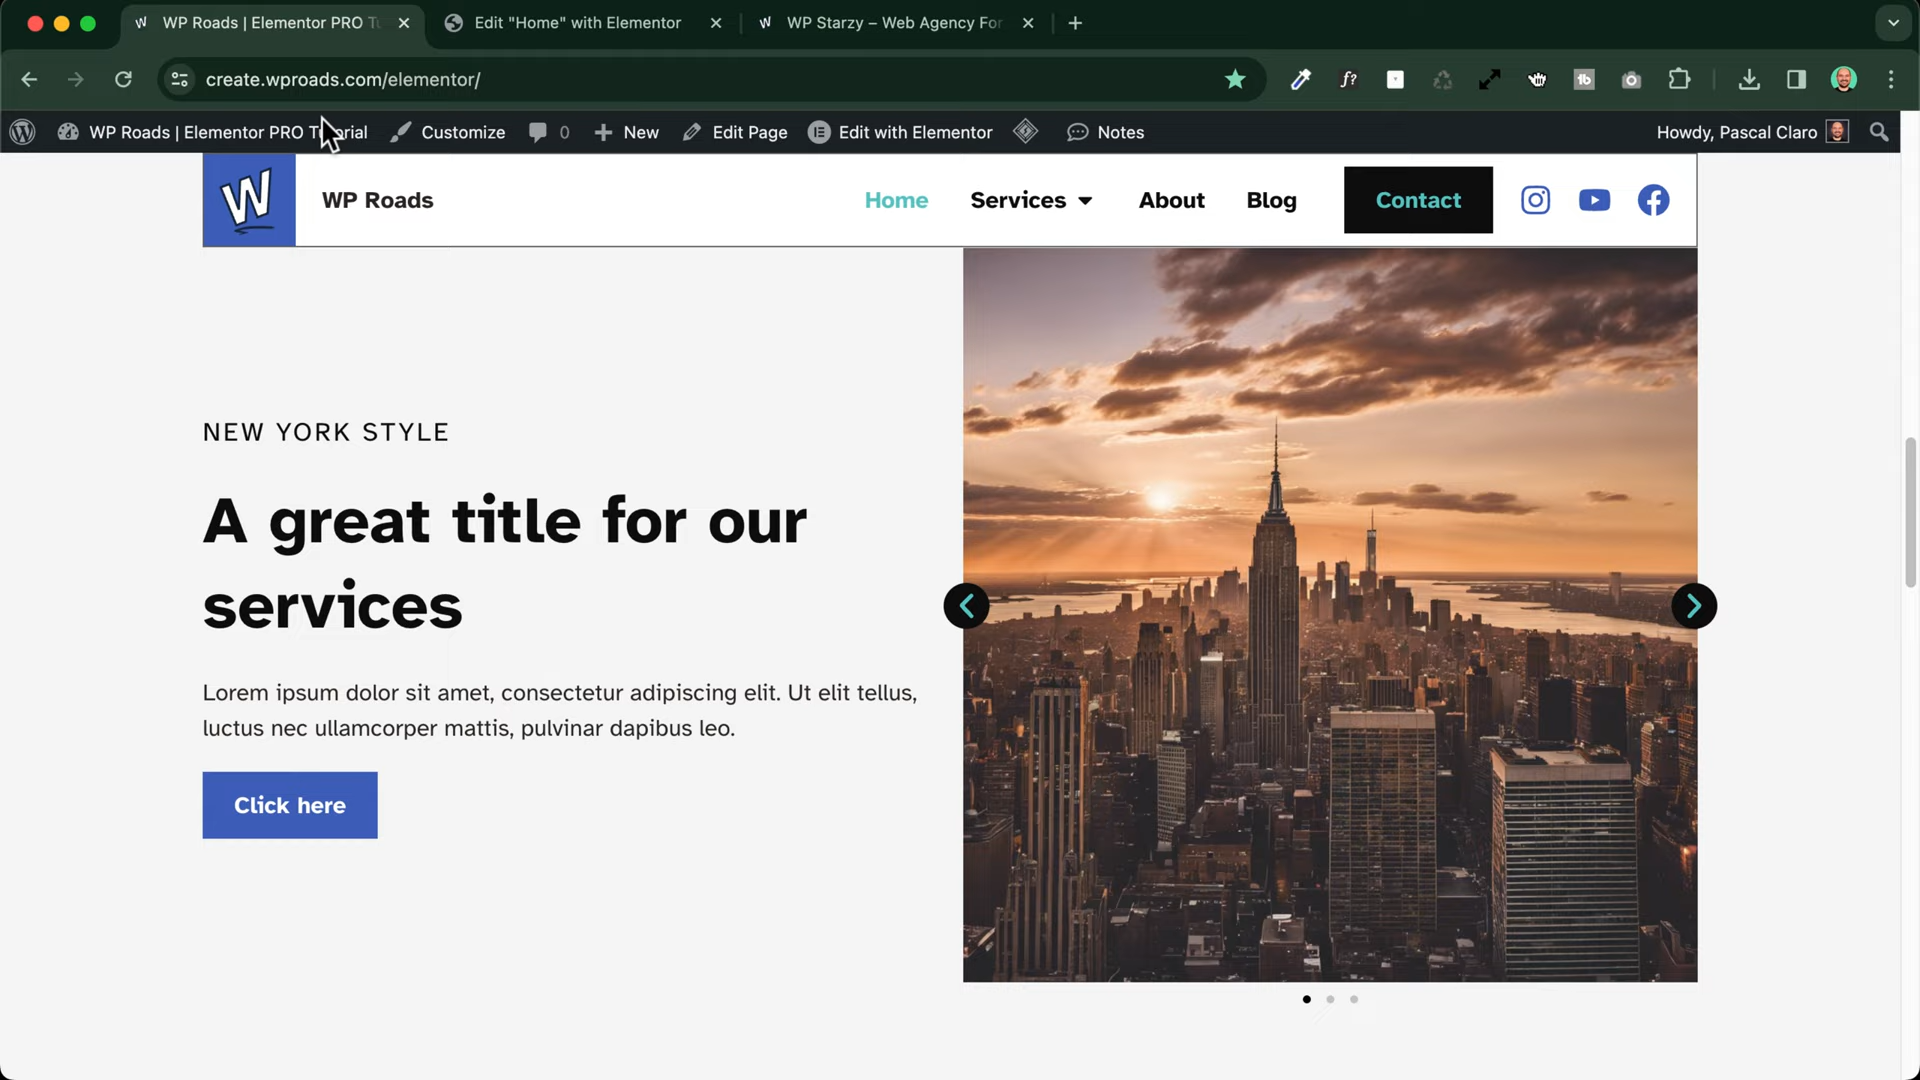 WP Roads | Elementor PRO T
Edit "Home" with Elementor
WP Starzy – Web Agency For
create.wproads.com/elementor/
f?
tb
WP Roads | Elementor PRO Tutorial
Customize
0
New
Edit Page
Edit with Elementor
Notes
Howdy, Pascal Claro
W
WP Roads
Home
Services
About
Blog
Contact
NEW YORK STYLE
A great title for our
services
Lorem ipsum dolor sit amet, consectetur adipiscing elit. Ut elit tellus,
luctus nec ullamcorper mattis, pulvinar dapibus leo.
Click here